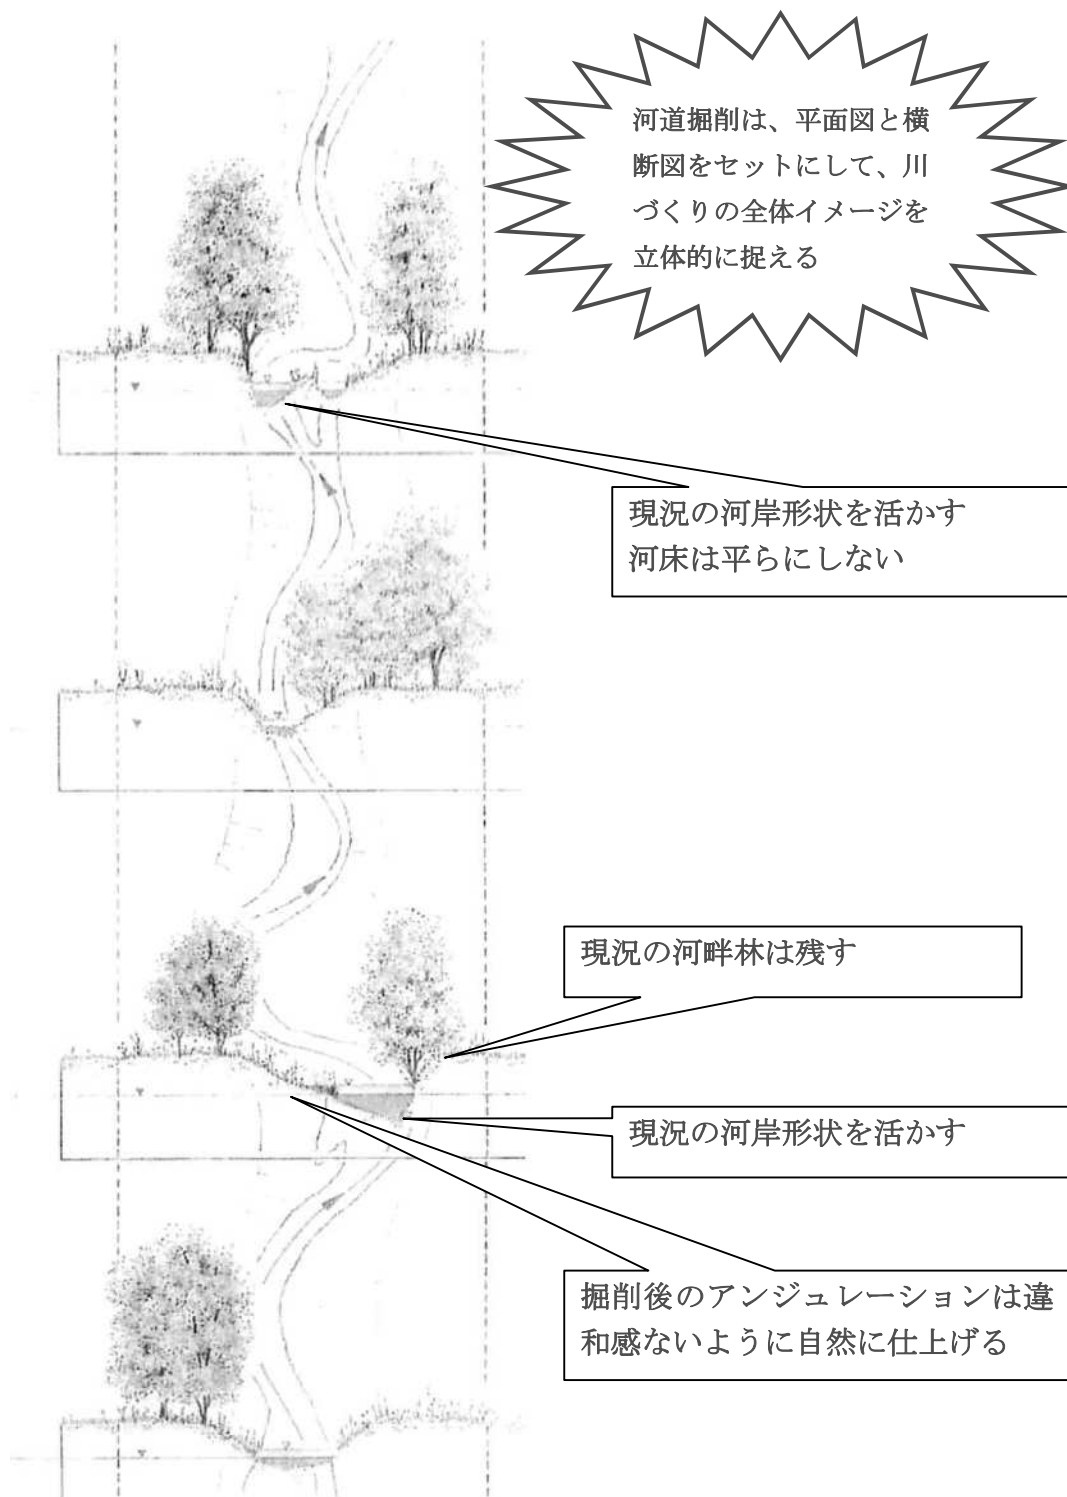 河道掘削は、平面図と横
断図をセットにして、川
づくりの全体イメージを
立体的に捉える
現況の河岸形状を活かす
河床は平らにしない
現況の河畔林は残す
現況の河岸形状を活かす
掘削後のアンジュレーションは違
和感ないように自然に仕上げる